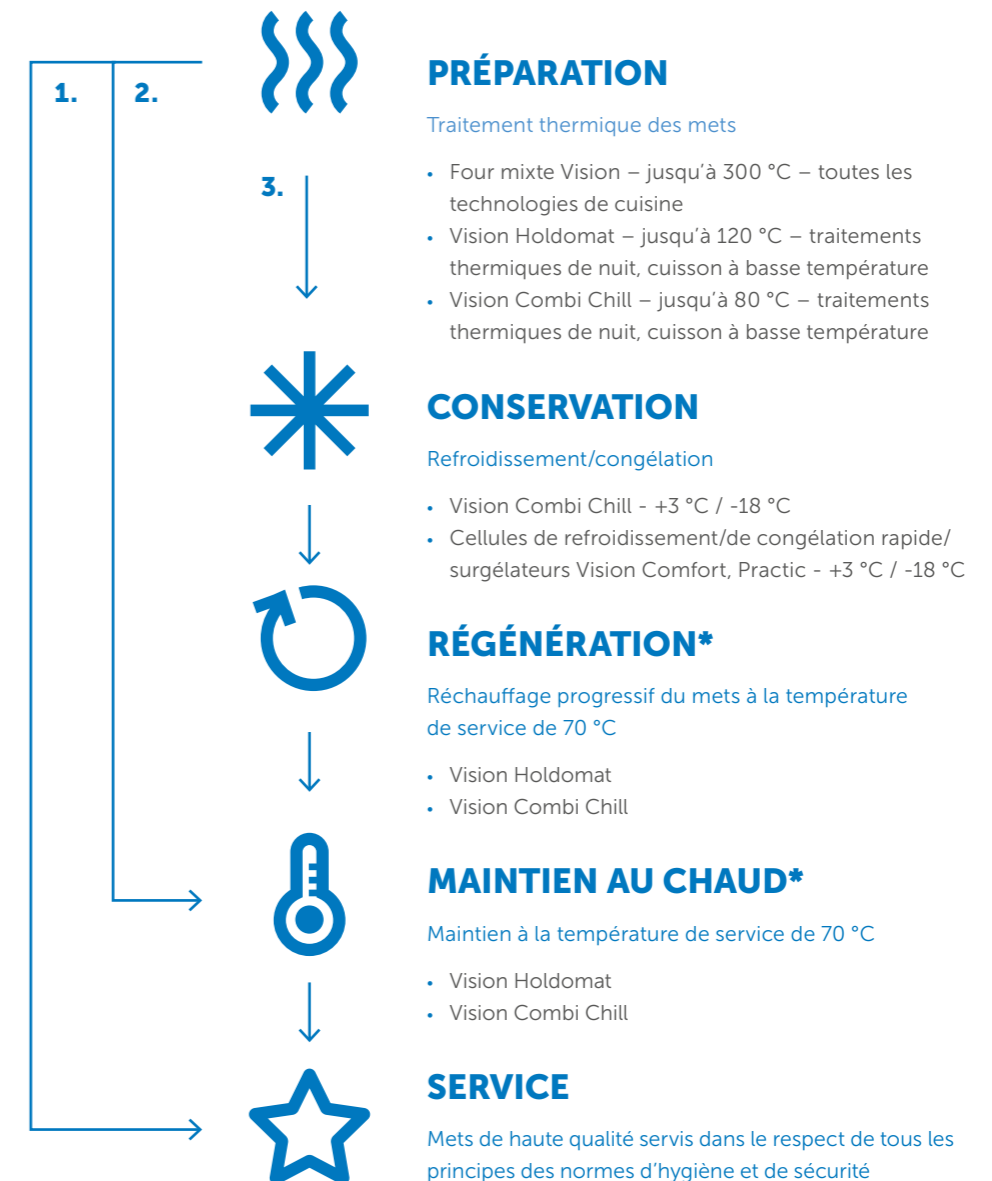 1.
2.
3.
PRÉPARATION
Traitement thermique des mets
• Four mixte Vision – jusqu’à 300 °C – toutes les
technologies de cuisine
• Vision Holdomat – jusqu’à 120 °C – traitements
thermiques de nuit, cuisson à basse température
• Vision Combi Chill – jusqu’à 80 °C – traitements
thermiques de nuit, cuisson à basse température
CONSERVATION
Refroidissement/congélation
• Vision Combi Chill - +3 °C / -18 °C
• Cellules de refroidissement/de congélation rapide/
surgélateurs Vision Comfort, Practic - +3 °C / -18 °C
RÉGÉNÉRATION*
Réchauffage progressif du mets à la température
de service de 70 °C
• Vision Holdomat
• Vision Combi Chill
MAINTIEN AU CHAUD*
Maintien à la température de service de 70 °C
• Vision Holdomat
• Vision Combi Chill
SERVICE
Mets de haute qualité servis dans le respect de tous les
principes des normes d’hygiène et de sécurité